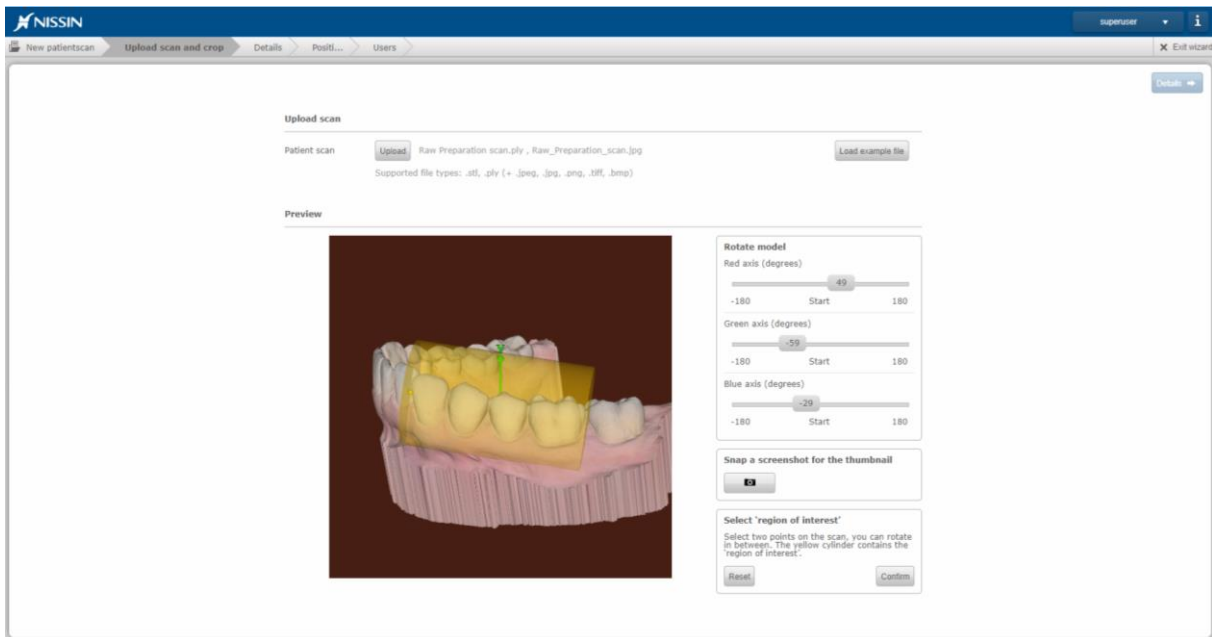 NISSIN
superuser
i
New patientscan
Upload scan and crop
Details
Positi...
Users
Exit wizard
Details
Upload scan
Patient scan
Upload
Raw Preparation scan.ply , Raw_Preparation_scan.jpg
Load example file
Supported file types: .stl, .ply (+ .jpeg, .jpg, .png, .tiff, .bmp)
Preview
Rotate model
Red axis (degrees)
49
-180 Start 180
Green axis (degrees)
-59
-180 Start 180
Blue axis (degrees)
-29
-180 Start 180
Snap a screenshot for the thumbnail
Select 'region of interest'
Select two points on the scan, you can rotate
in between. The yellow cylinder contains the
'region of interest'.
Reset
Confirm